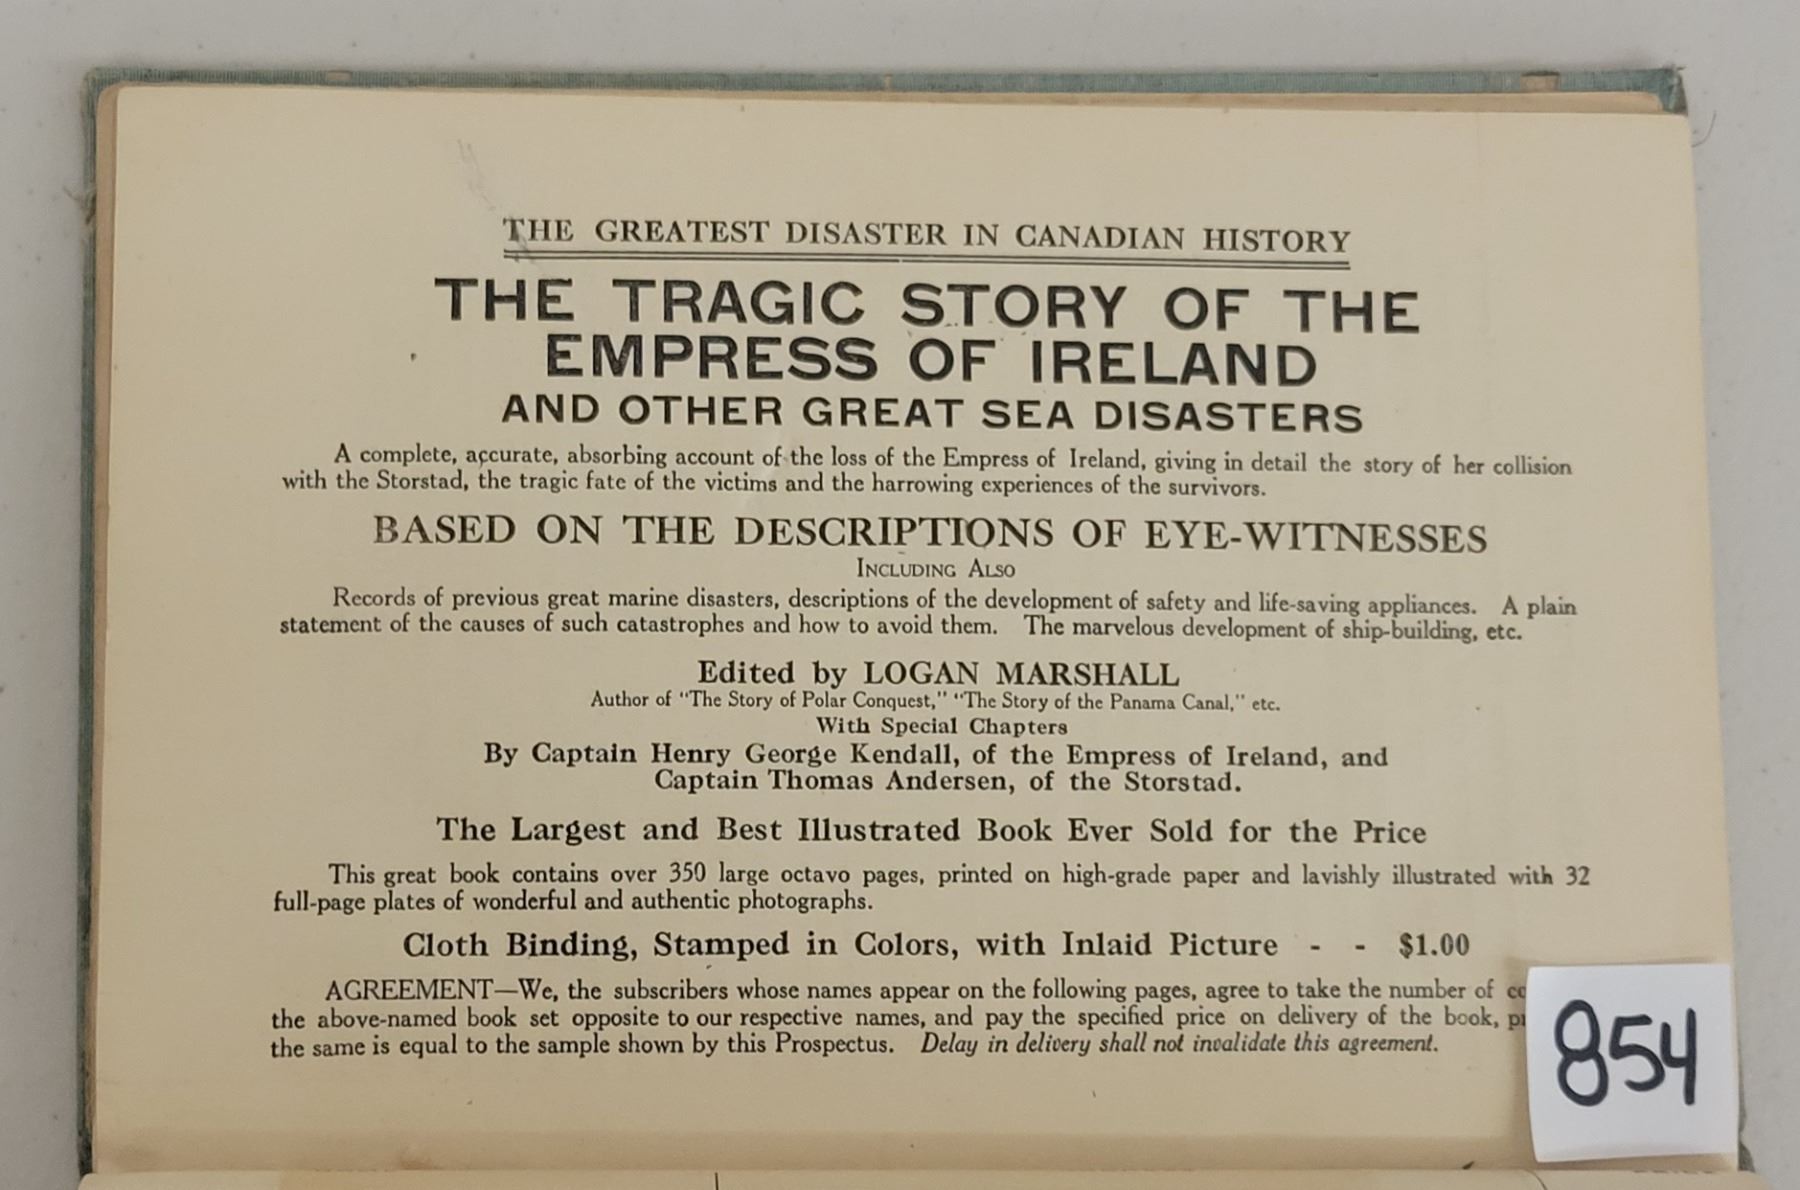 THE GREATEST DISASTER IN CANADIAN HISTORY
THE TRAGIC STORY OF THE
EMPRESS OF IRELAND
AND OTHER GREAT SEA DISASTERS
A complete, accurate, absorbing account of the loss of the Empress of Ireland, giving in detail the story of her collision
with the Storstad, the tragic fate of the victims and the harrowing experiences of the survivors.
BASED ON THE DESCRIPTIONS OF EYE-WITNESSES
INCLUDING ALSO
Records of previous great marine disasters, descriptions of the development of safety and life-saving appliances. A plain
statement of the causes of such catastrophes and how to avoid them. The marvelous development of ship-building, etc.
Edited by LOGAN MARSHALL
Author of "The Story of Polar Conquest," "The Story of the Panama Canal," etc.
With Special Chapters
By Captain Henry George Kendall, of the Empress of Ireland, and
Captain Thomas Andersen, of the Storstad.
The Largest and Best Illustrated Book Ever Sold for the Price
This great book contains over 350 large octavo pages, printed on high-grade paper and lavishly illustrated with 32
full-page plates of wonderful and authentic photographs.
Cloth Binding, Stamped in Colors, with Inlaid Picture - - $1.00
AGREEMENT—We, the subscribers whose names appear on the following pages, agree to take the number of
the above-named book set opposite to our respective names, and pay the specified price on delivery of the book,
the same is equal to the sample shown by this Prospectus. Delay in delivery shall not invalidate this agreement.
854